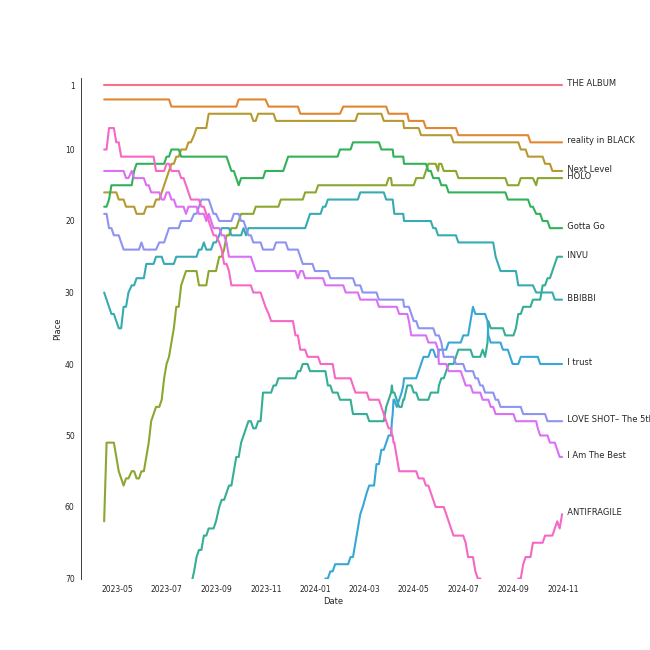 1
10
20
30
40
50
60
70
Place
THE ALBUM
reality in BLACK
Next Level
HOLO
Gotta Go
INVU
BBIBBI
I trust
LOVE SHOT– The 5tl
I Am The Best
ANTIFRAGILE
2023-05 2023-07 2023-09 2023-11 2024-01 2024-03 2024-05 2024-07 2024-09 2024-11
Date